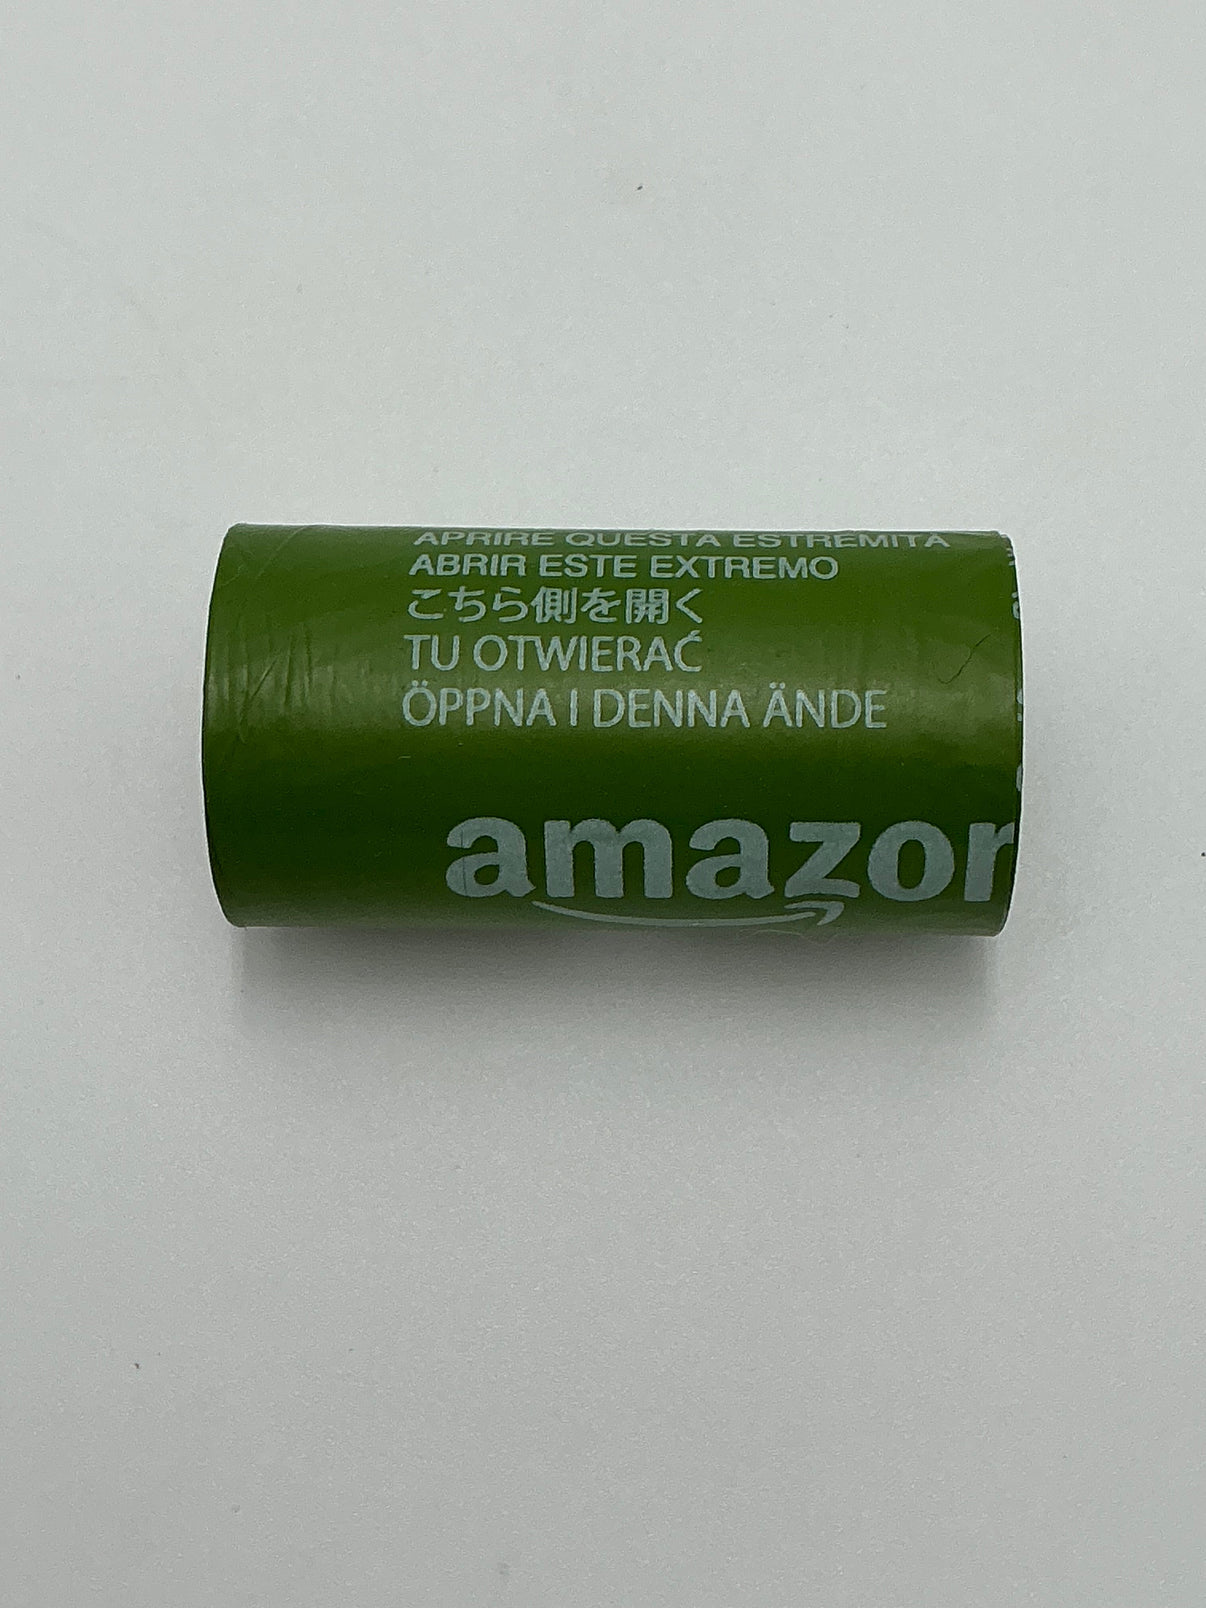 APRIRE QUESTA ESTREMITÀ
ABRIR ESTE EXTREMO
こちら側を開く
TU OTWIERAĆ
ÖPPNA I DENNA ÄNDE
amazon